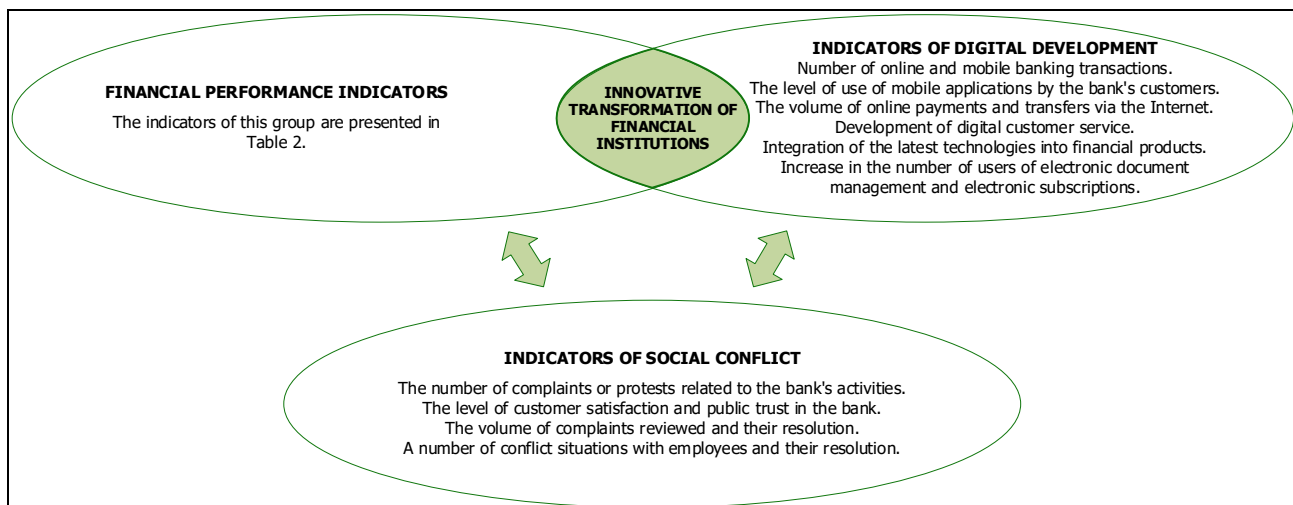 FINANCIAL PERFORMANCE INDICATORS
The indicators of this group are presented in
Table 2.
INNOVATIVE
TRANSFORMATION OF
FINANCIAL
INSTITUTIONS
INDICATORS OF DIGITAL DEVELOPMENT
Number of online and mobile banking transactions.
The level of use of mobile applications by the bank's customers.
The volume of online payments and transfers via the Internet.
Development of digital customer service.
Integration of the latest technologies into financial products.
Increase in the number of users of electronic document
management and electronic subscriptions.
INDICATORS OF SOCIAL CONFLICT
The number of complaints or protests related to the bank's activities.
The level of customer satisfaction and public trust in the bank.
The volume of complaints reviewed and their resolution.
A number of conflict situations with employees and their resolution.